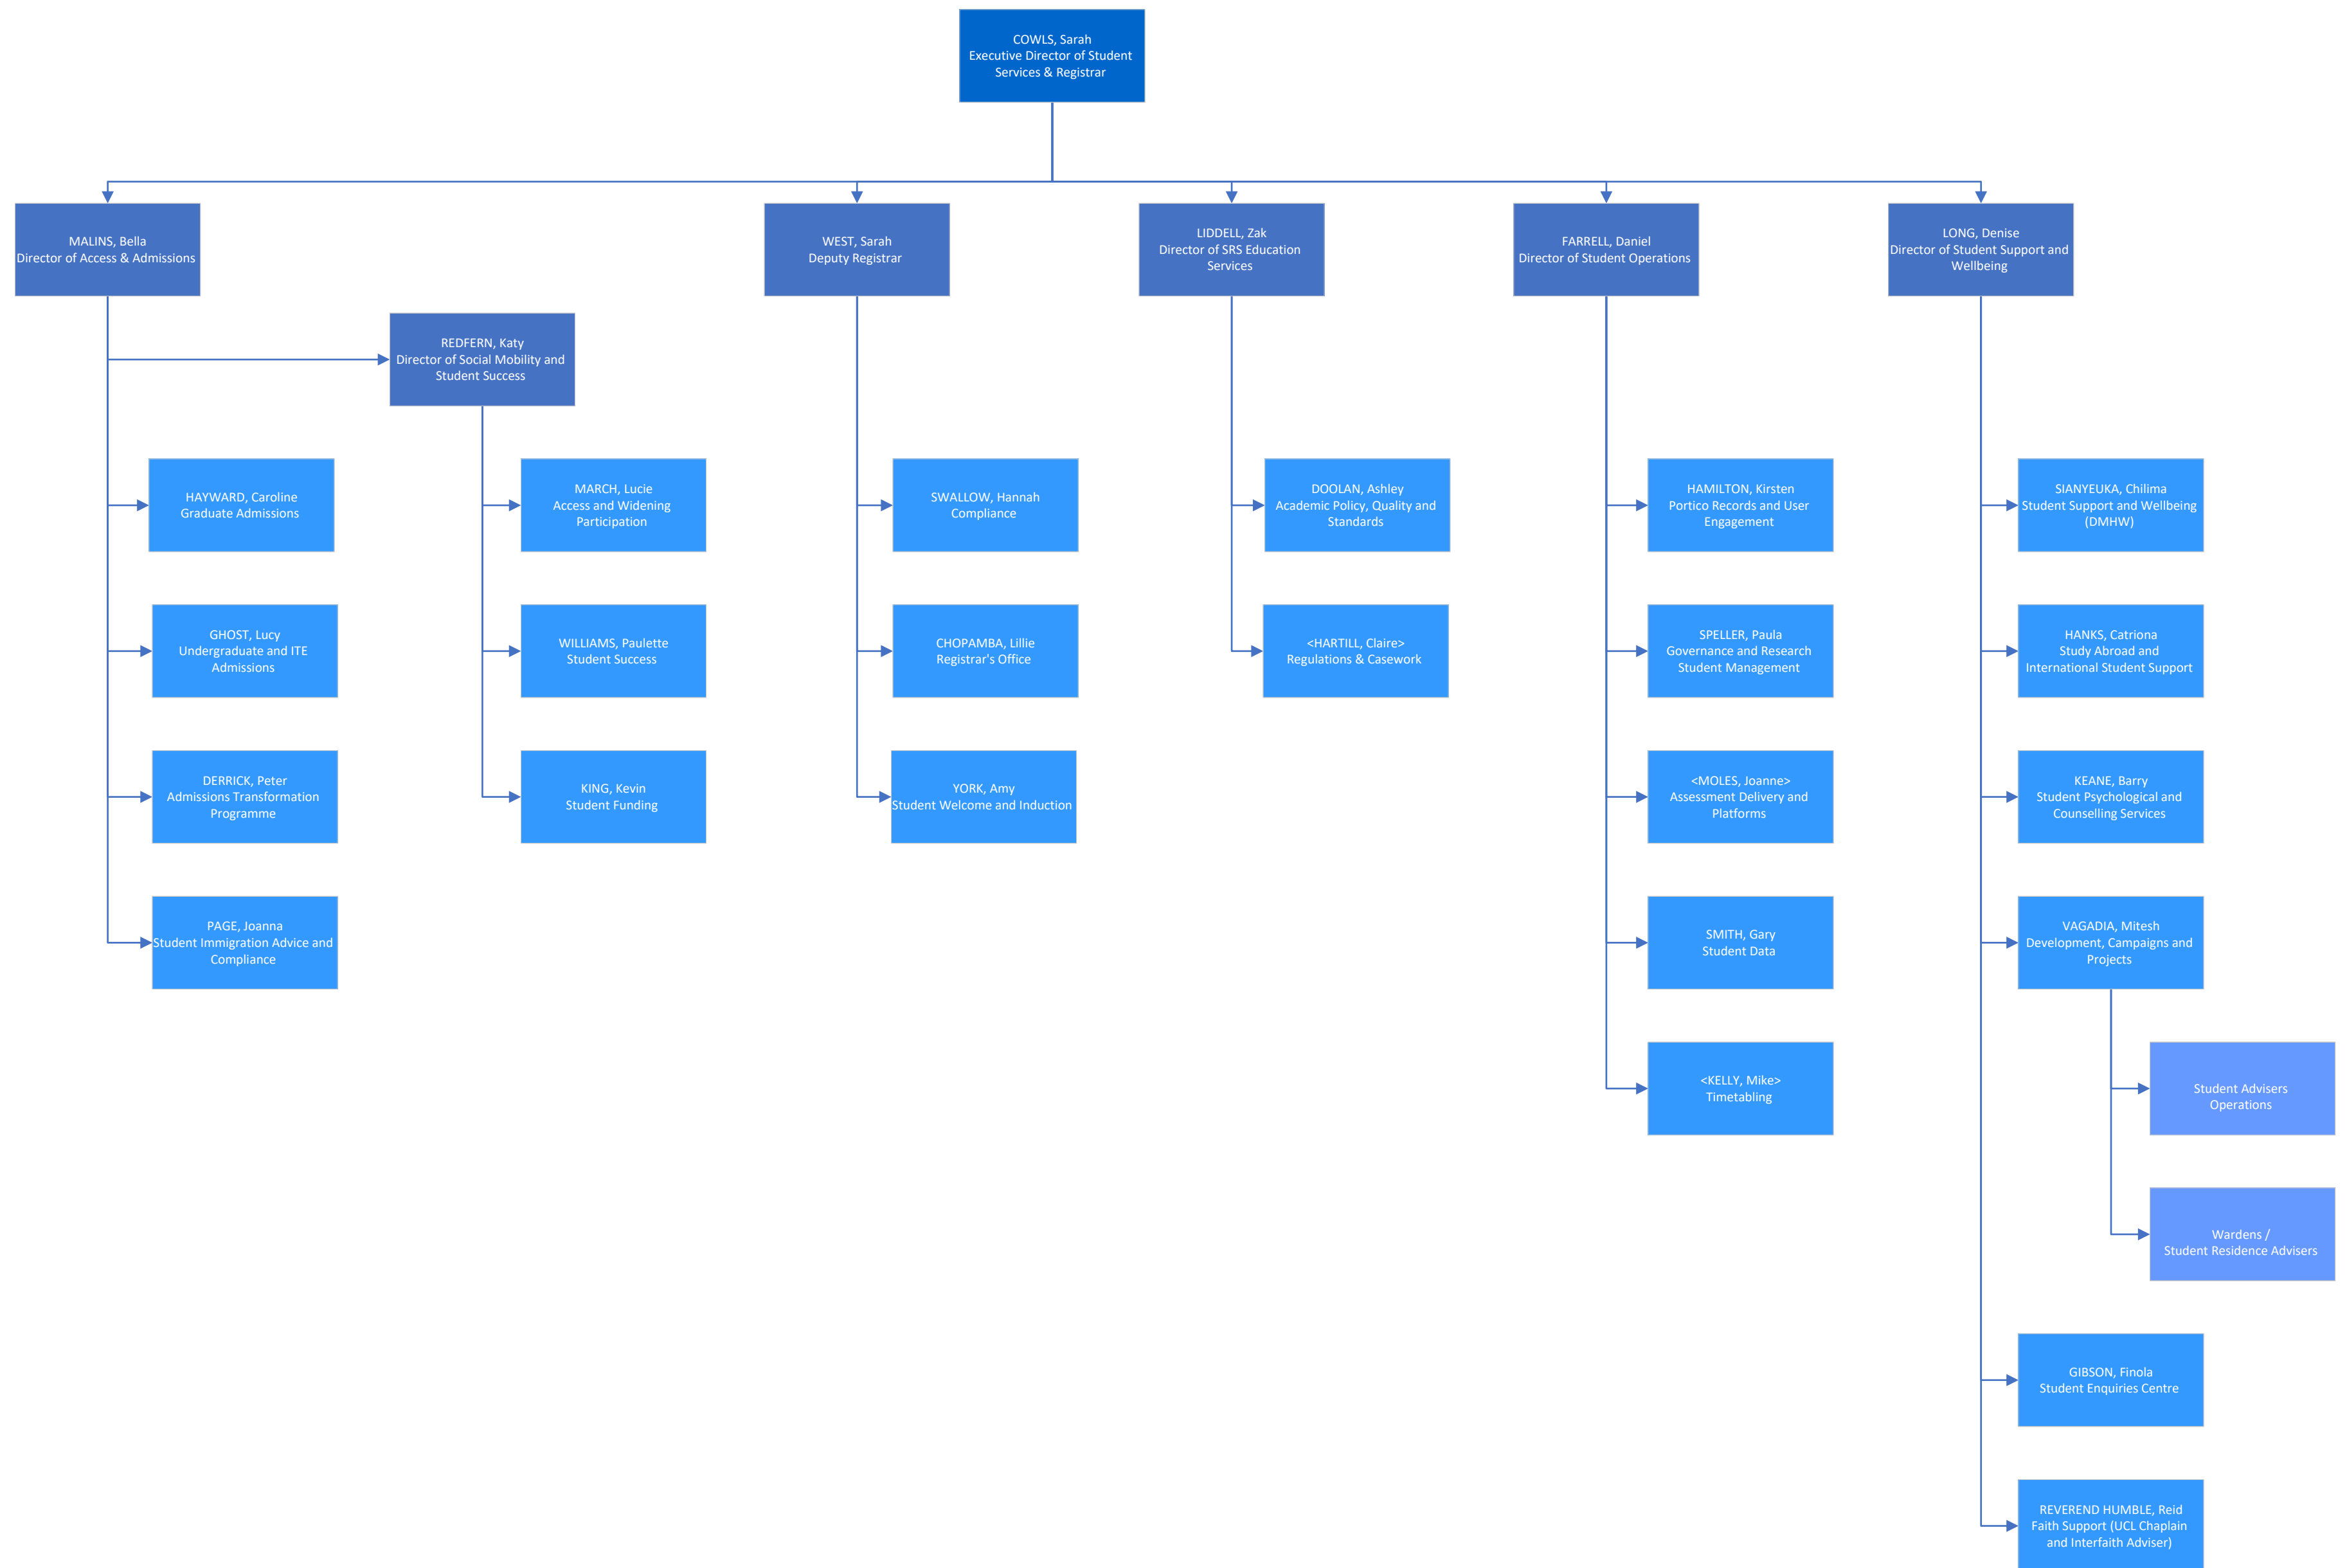 COWLS, Sarah
Executive Director of Student
Services & Registrar
MALINS, Bella
Director of Access & Admissions
WEST, Sarah
Deputy Registrar
LIDDELL, Zak
Director of SRS Education
Services
FARRELL, Daniel
Director of Student Operations
LONG, Denise
Director of Student Support and
Wellbeing
REDFERN, Katy
Director of Social Mobility and
Student Success
HAYWARD, Caroline
Graduate Admissions
MARCH, Lucie
Access and Widening
Participation
SWALLOW, Hannah
Compliance
DOOLAN, Ashley
Academic Policy, Quality and
Standards
HAMILTON, Kirsten
Portico Records and User
Engagement
SIANYEUKA, Chilima
Student Support and Wellbeing
(DMHW)
GHOST, Lucy
Undergraduate and ITE
Admissions
WILLIAMS, Paulette
Student Success
CHOPAMBA, Lillie
Registrar's Office
<HARTILL, Claire>
Regulations & Casework
SPELLER, Paula
Governance and Research
Student Management
HANKS, Catriona
Study Abroad and
International Student Support
DERRICK, Peter
Admissions Transformation
Programme
KING, Kevin
Student Funding
YORK, Amy
Student Welcome and Induction
<MOLES, Joanne>
Assessment Delivery and
Platforms
KEANE, Barry
Student Psychological and
Counselling Services
PAGE, Joanna
Student Immigration Advice and
Compliance
SMITH, Gary
Student Data
VAGADIA, Mitesh
Development, Campaigns and
Projects
<KELLY, Mike>
Timetabling
Student Advisers
Operations
Wardens /
Student Residence Advisers
GIBSON, Finola
Student Enquiries Centre
REVEREND HUMBLE, Reid
Faith Support (UCL Chaplain
and Interfaith Adviser)